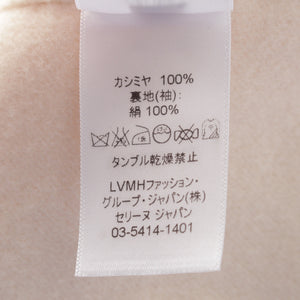 カシミヤ 100%
裏地(袖):
絹 100%
タンブル乾燥禁止
LVMHファッション・
グループ・ジャパン(株)
セリーヌ ジャパン
03-5414-1401